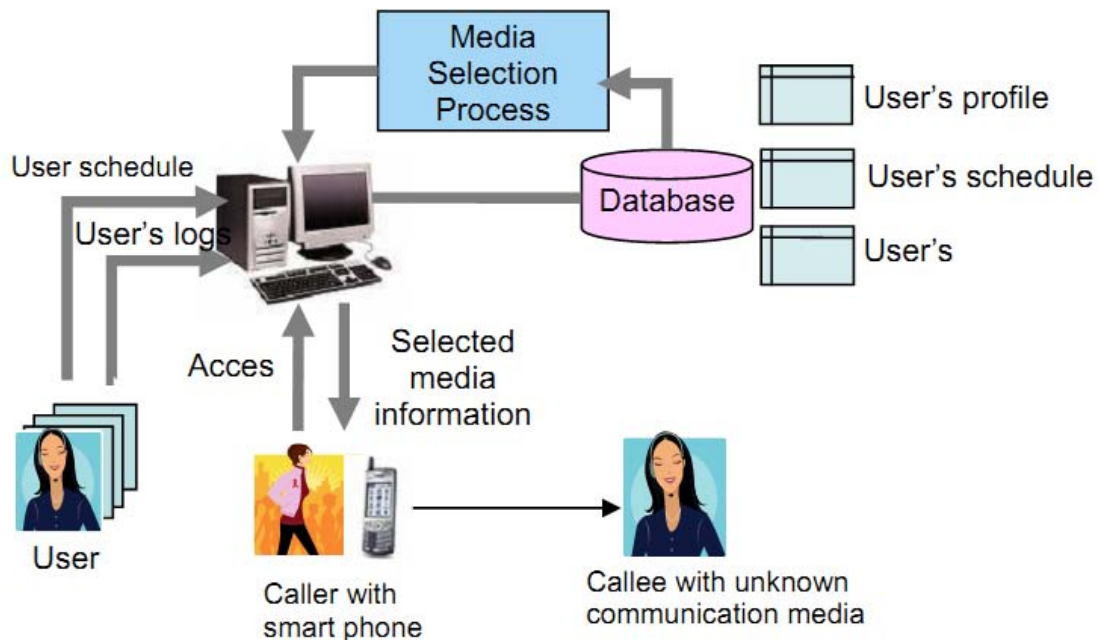 Media
Selection
Process
User's profile
User schedule
Database
User's schedule
User's logs
User's
Acces
Selected
media
information
User
Caller with
smart phone
Callee with unknown
communication media